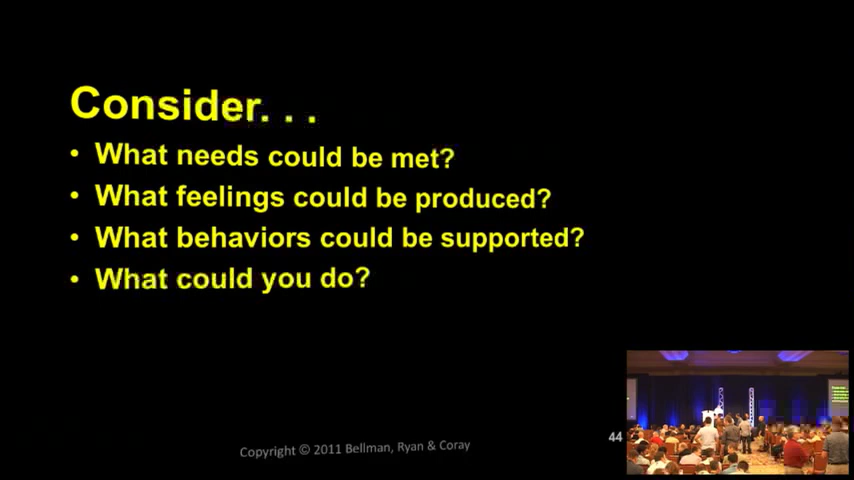 Consider. . .
• What needs could be met?
• What feelings could be produced?
• What behaviors could be supported?
• What could you do?
Copyright © 2011 Bellman, Ryan & Coray
44